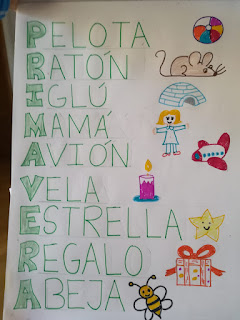 PELOTA
RATÓN
IGLÚ
MAMÁ
AVIÓN
VELA
ESTRELLA
REGALO
ABEJA